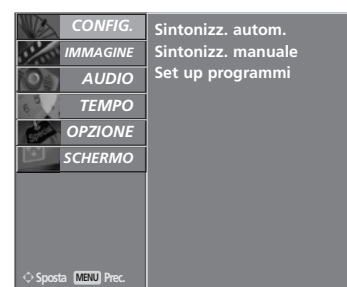 CONFIG.
IMMAGINE
AUDIO
TEMPO
OPZIONE
SCHERMO
Sintonizz. autom.
Sintonizz. manuale
Set up programmi
Sposta MENU Prec.